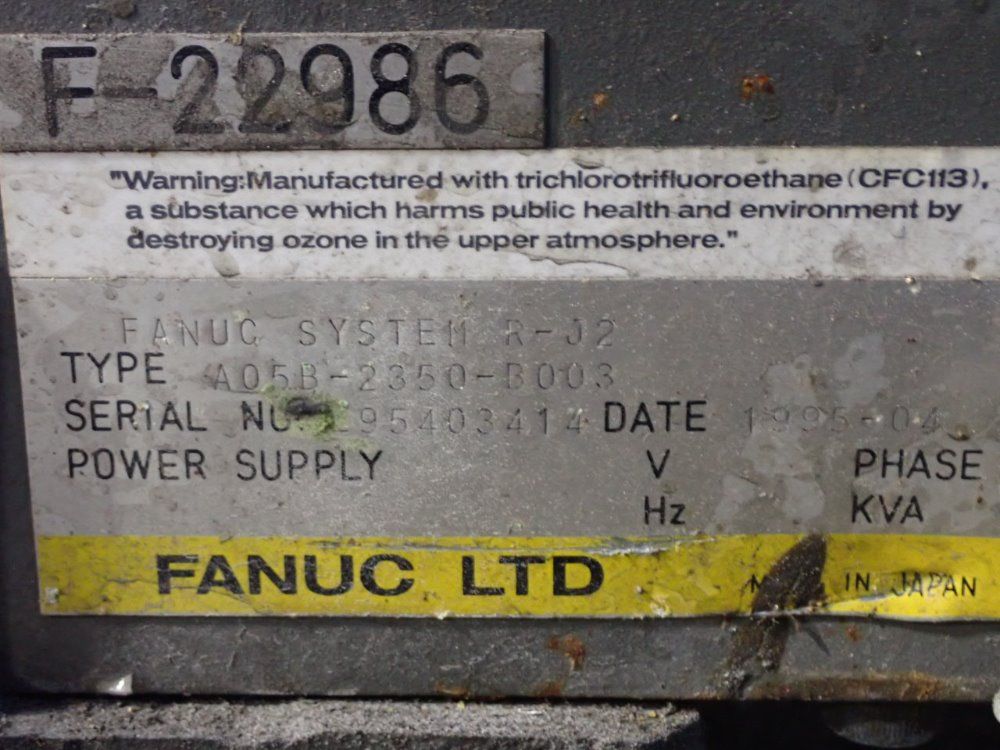 F-22986
"Warning:Manufactured with trichlorotrifluoroethane (CFC113),
a substance which harms public health and environment by
destroying ozone in the upper atmosphere."
FANUC SYSTEM R-J2
TYPE A05B-2350-B003
SERIAL NO. E95403414 DATE 1995-04
POWER SUPPLY V PHASE
Hz KVA
FANUC LTD IN JAPAN